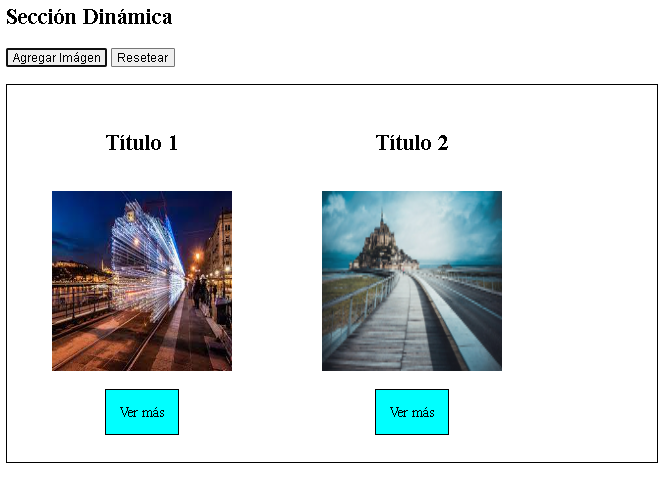 Sección Dinámica
Agregar Imágen Resetear
Título 1 Título 2
Ver más Ver más